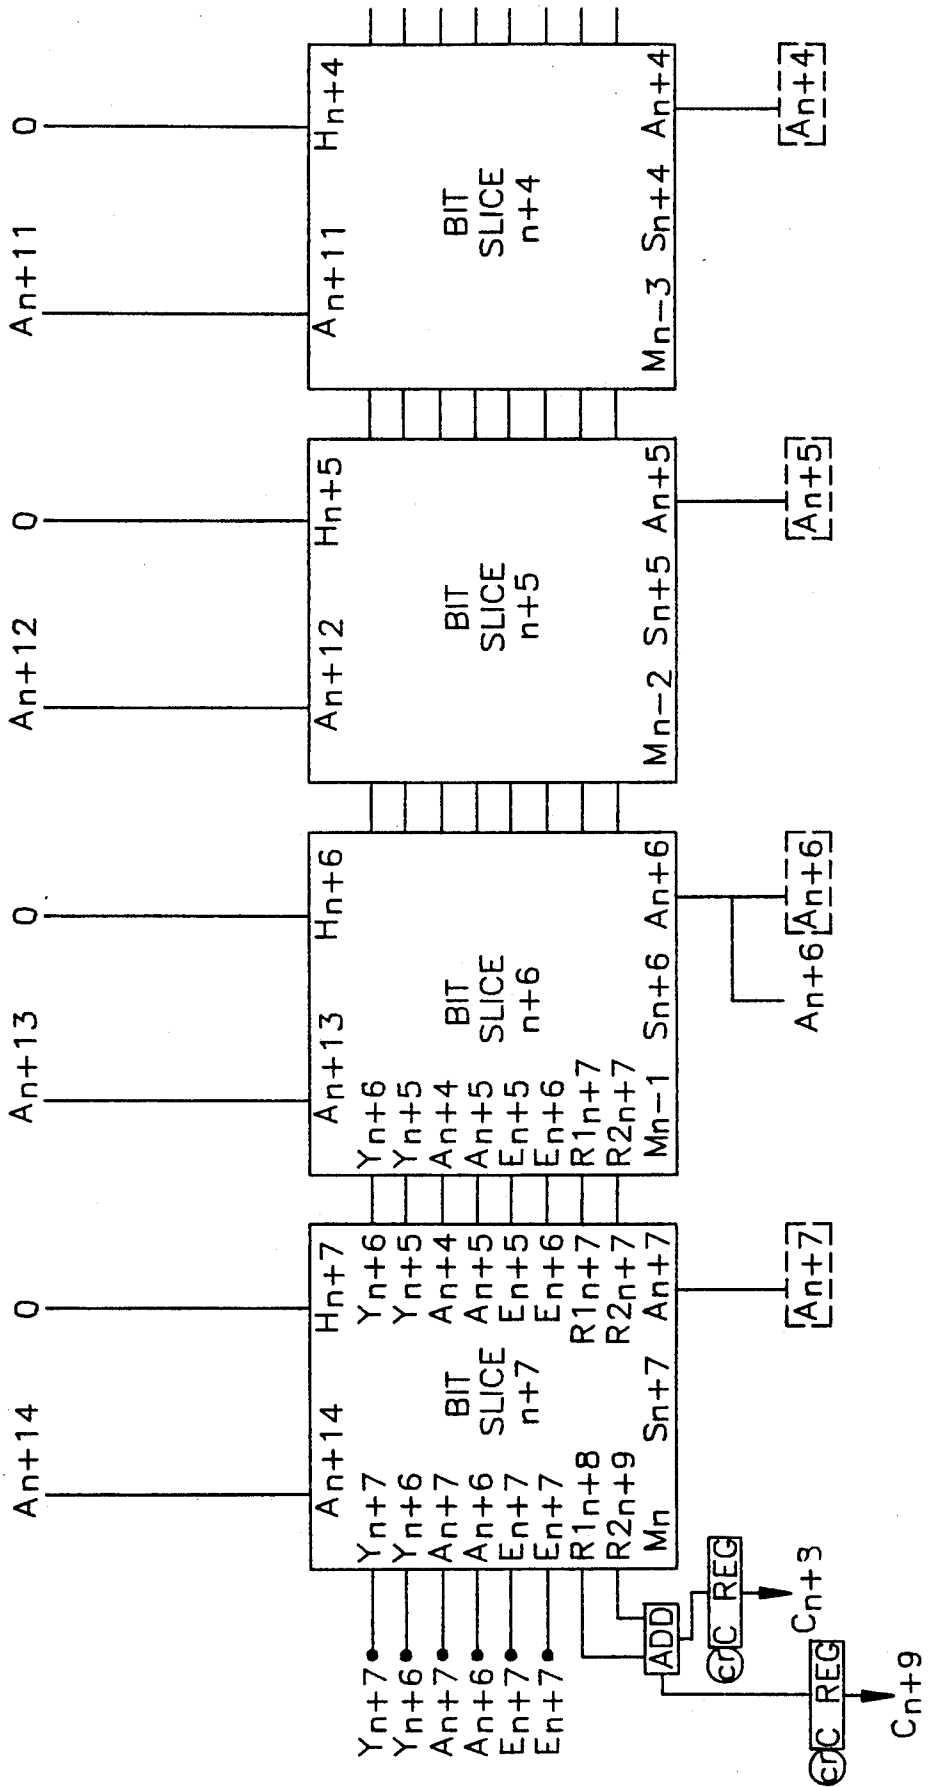 An+14
0
An+13
0
An+12
0
An+11
0
An+14
Hn+7
An+13
Hn+6
An+12
Hn+5
An+11
Hn+4
Yn+7
Yn+7
Yn+6
Yn+6
Yn+6
Yn+6
Yn+5
Yn+5
An+7
An+7
An+4
An+4
An+6
An+6
An+5
An+5
En+7
En+7
En+5
En+5
En+7
En+7
En+6
En+6
R1n+8
R1n+7
R1n+7
R2n+9
R2n+7
R2n+7
BIT
SLICE
n+7
BIT
SLICE
n+6
BIT
SLICE
n+5
BIT
SLICE
n+4
Mn
Sn+7
An+7
Mn-1
Sn+6
An+6
Mn-2
Sn+5
An+5
Mn-3
Sn+4
An+4
ADD
cr
C REG
Cn+3
cr
C REG
Cn+9
An+7
An+6
An+6
An+5
An+4